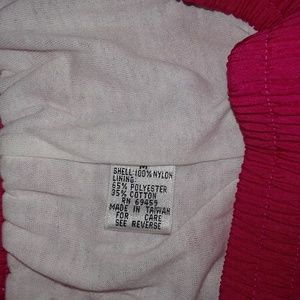 M
SHELL:100% NYLON
LINING:
65% POLYESTER
35% COTTON
RN 69459
MADE IN TAIWAN
FOR CARE
SEE REVERSE